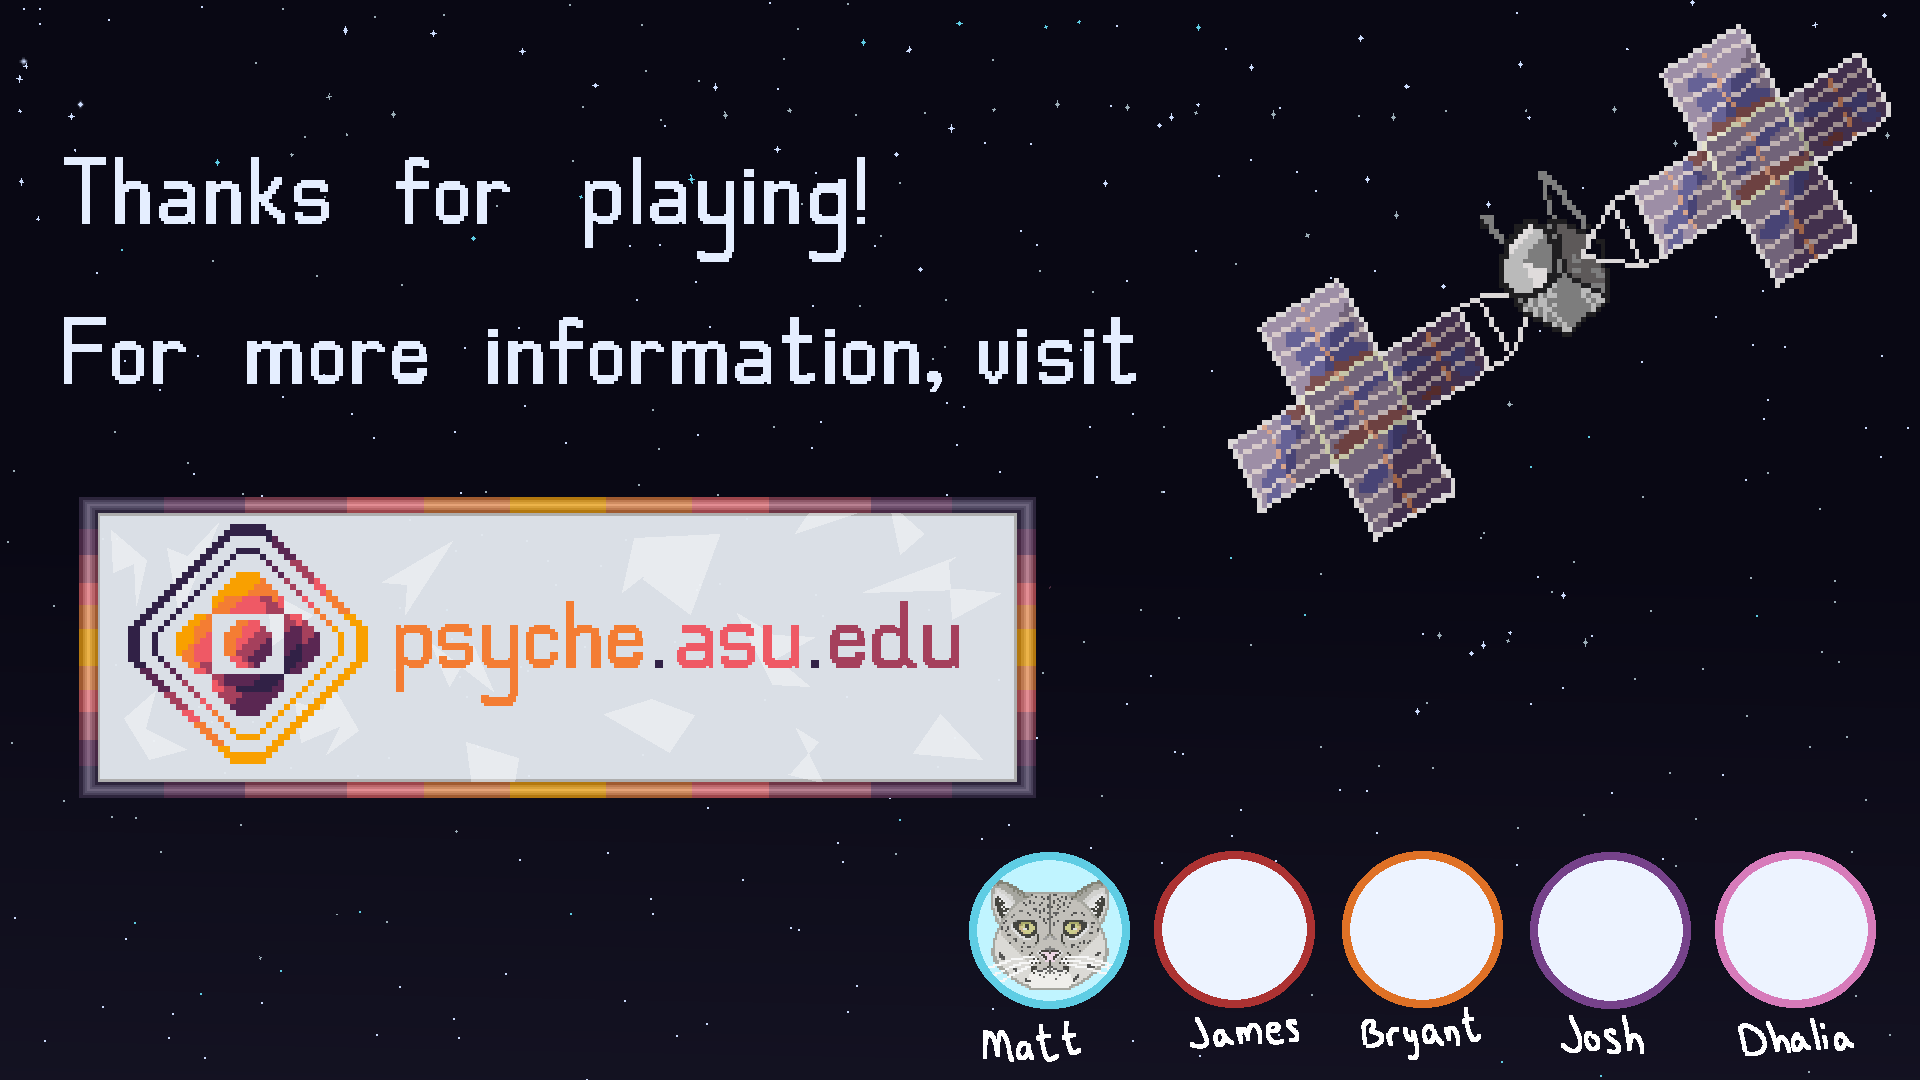 Thanks for playing!
For more information, visit
psyche.asu.edu
Matt James Bryant Josh Dhalia